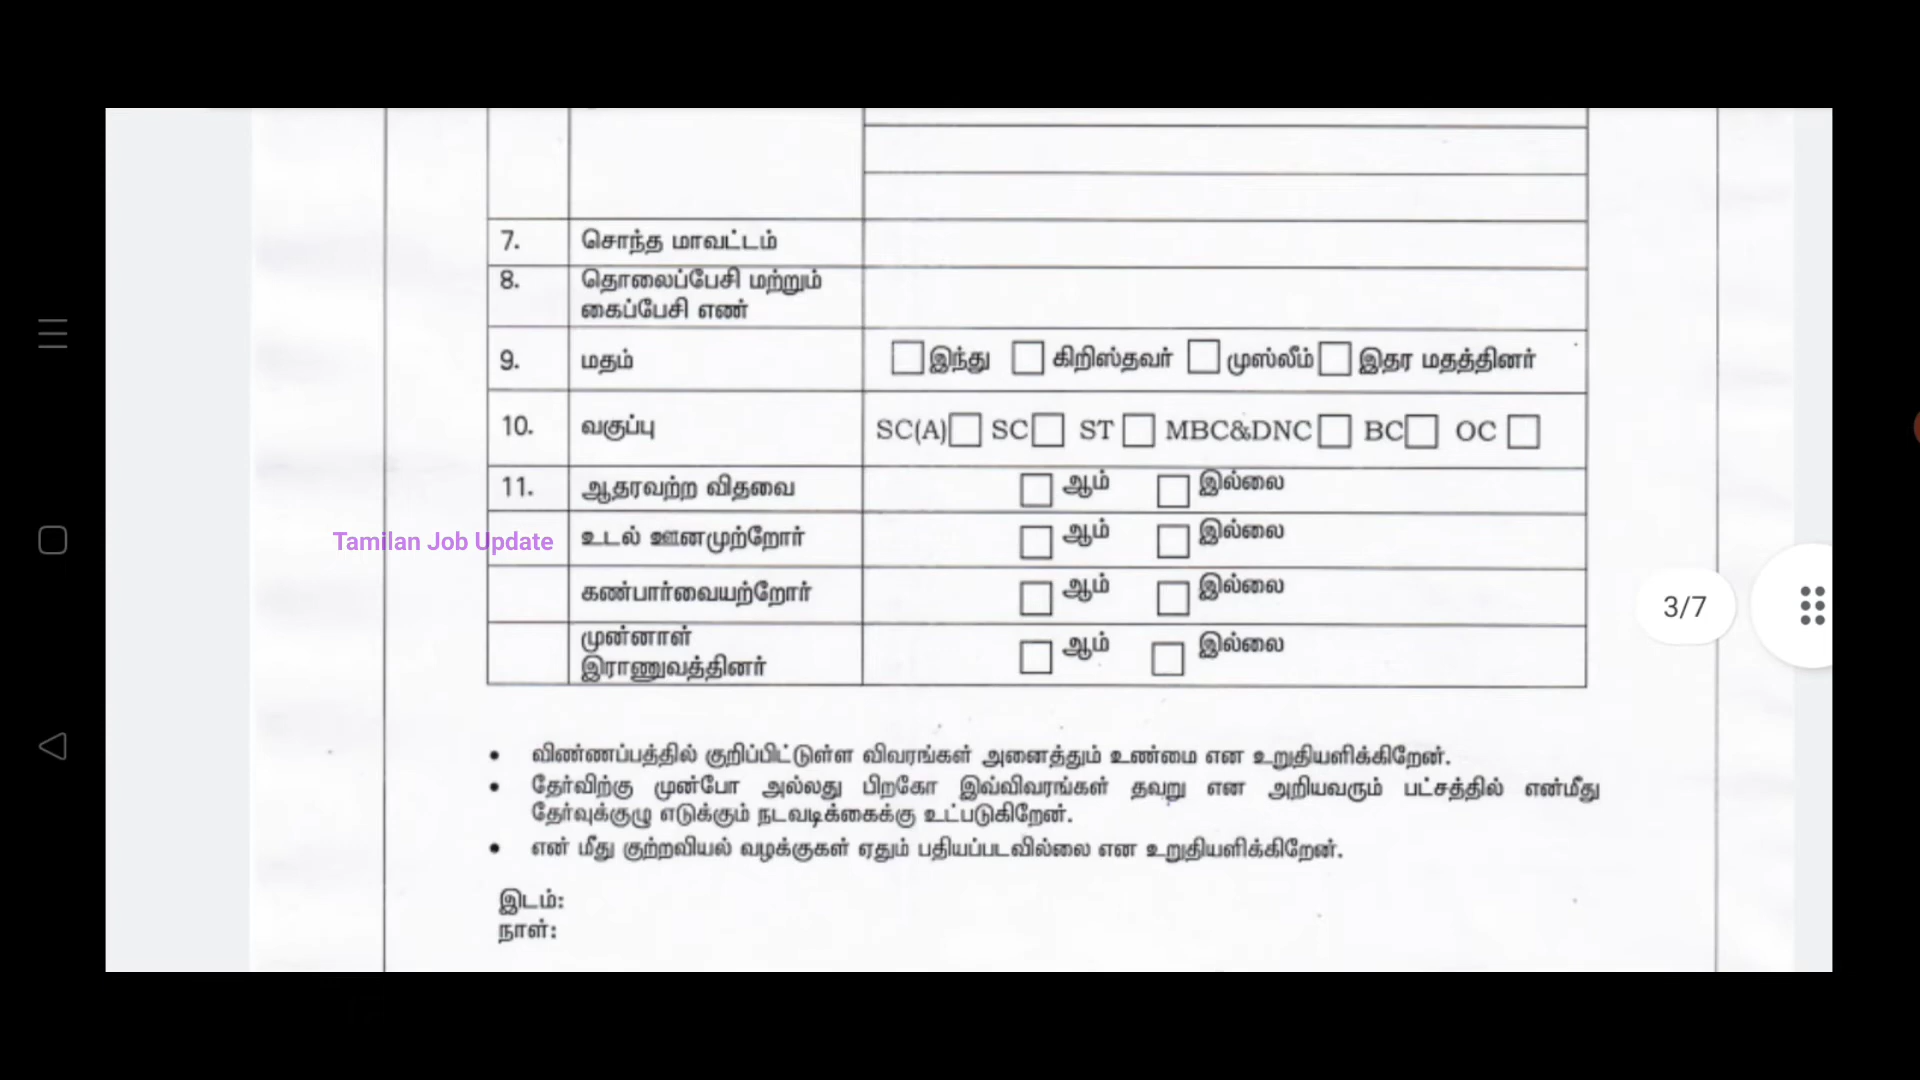 7. சொந்த மாவட்டம்
8. தொலைப்பேசி மற்றும்
கைப்பேசி எண்
9. மதம் இந்து கிறிஸ்தவர் முஸ்லீம் இதர மதத்தினர்
10. வகுப்பு SC(A) SC ST MBC&DNC BC OC
11. ஆதரவற்ற விதவை ஆம் இல்லை
Tamilan Job Update
உடல் ஊனமுற்றோர் ஆம் இல்லை
கண்பார்வையற்றோர் ஆம் இல்லை
3/7
முன்னாள்
இராணுவத்தினர் ஆம் இல்லை
• விண்ணப்பத்தில் குறிப்பிட்டுள்ள விவரங்கள் அனைத்தும் உண்மை என உறுதியளிக்கிறேன்.
• தேர்விற்கு முன்போ அல்லது பிறகோ இவ்விவரங்கள் தவறு என அறியவரும் பட்சத்தில் என்மீது
தேர்வுக்குழு எடுக்கும் நடவடிக்கைக்கு உட்படுகிறேன்.
• என் மீது குற்றவியல் வழக்குகள் ஏதும் பதியப்படவில்லை என உறுதியளிக்கிறேன்.
இடம்:
நாள்: